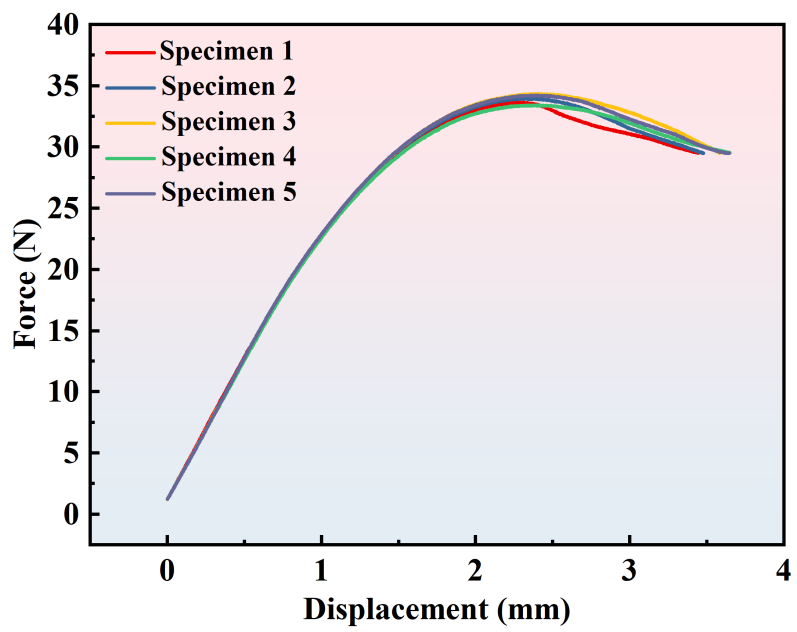 40
35
30
25
20
15
10
5
0
Force (N)
Specimen 1
Specimen 2
Specimen 3
Specimen 4
Specimen 5
0 1 2 3 4
Displacement (mm)